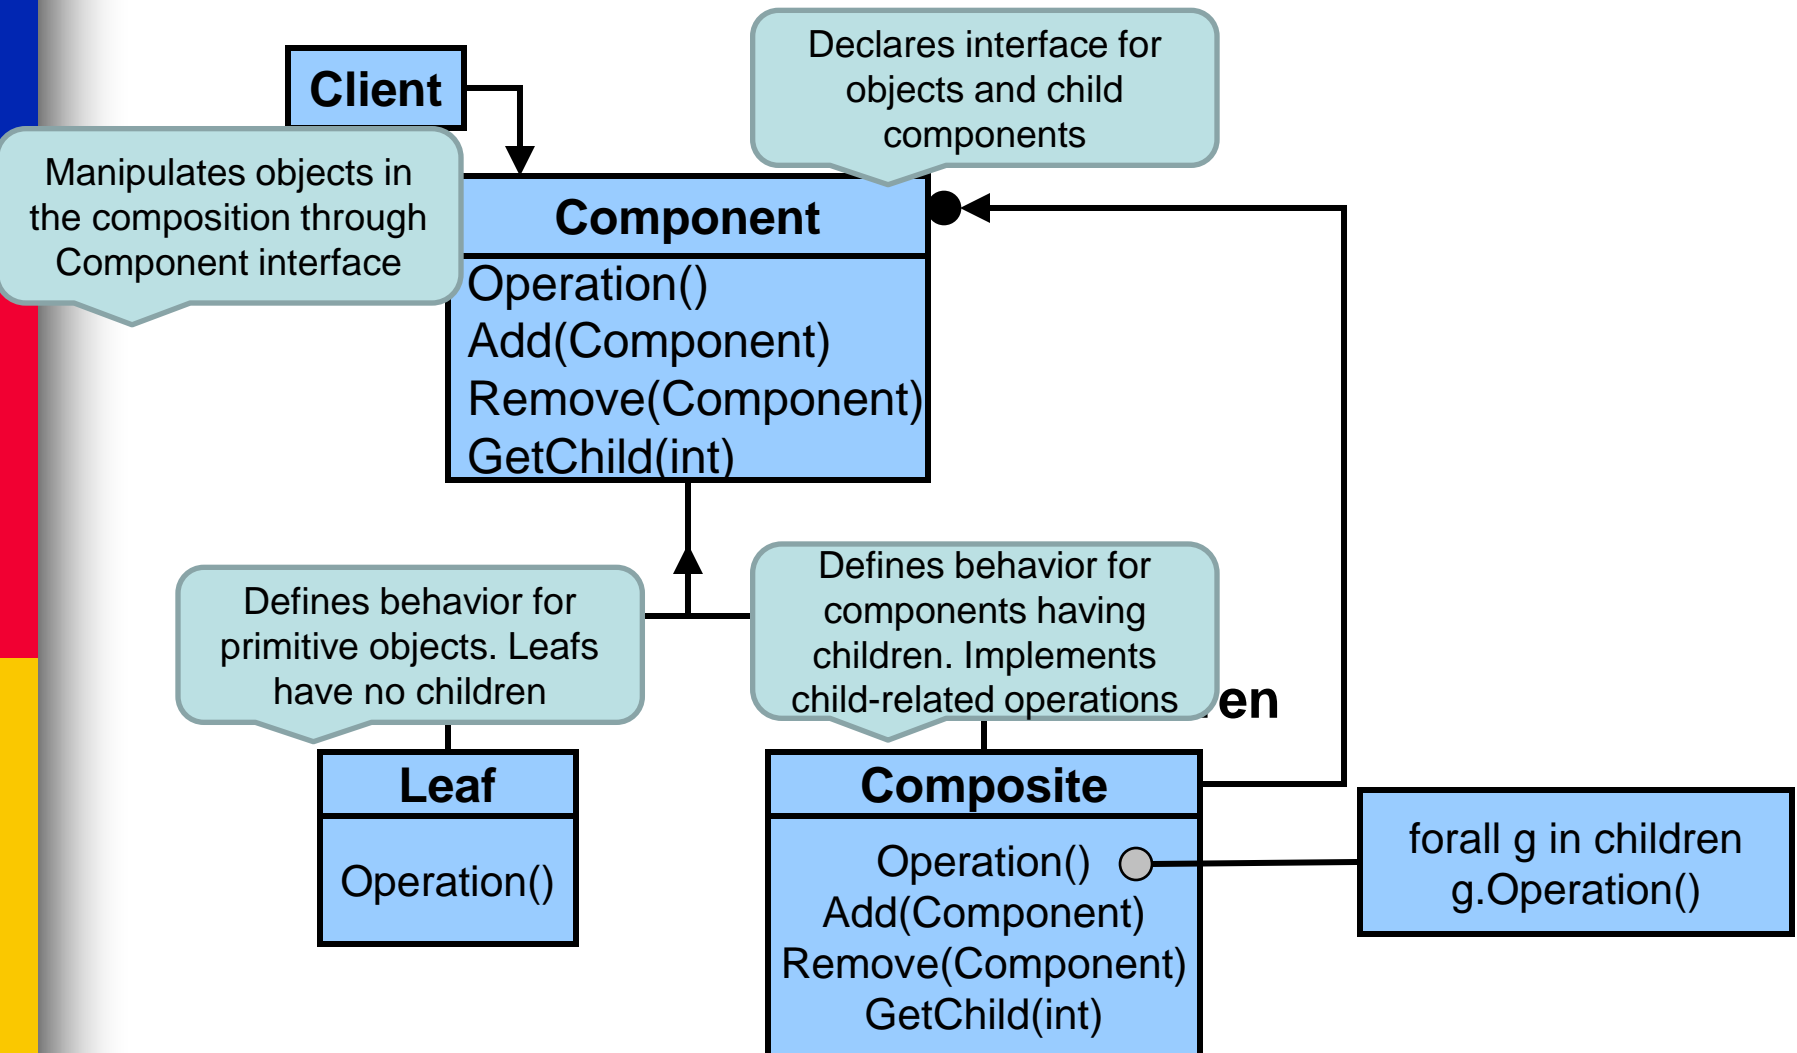 Declares interface for
objects and child
components
Client
Manipulates objects in
the composition through
Component interface
Component
Operation()
Add(Component)
Remove(Component)
GetChild(int)
Defines behavior for
primitive objects. Leafs
have no children
Defines behavior for
components having
children. Implements
child-related operations
Leaf
Operation()
Composite
Operation()
Add(Component)
Remove(Component)
GetChild(int)
forall g in children
g.Operation()